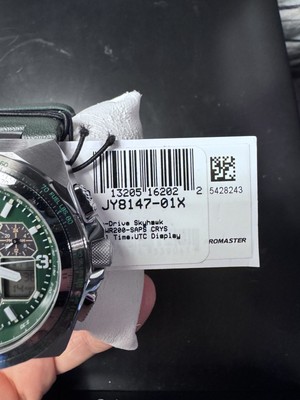 13205 16202 2
5428243
JY8147-01X
-Drive Skyhawk
WR200-SAPS CRYS
l Time.UTC Display
ROMASTER